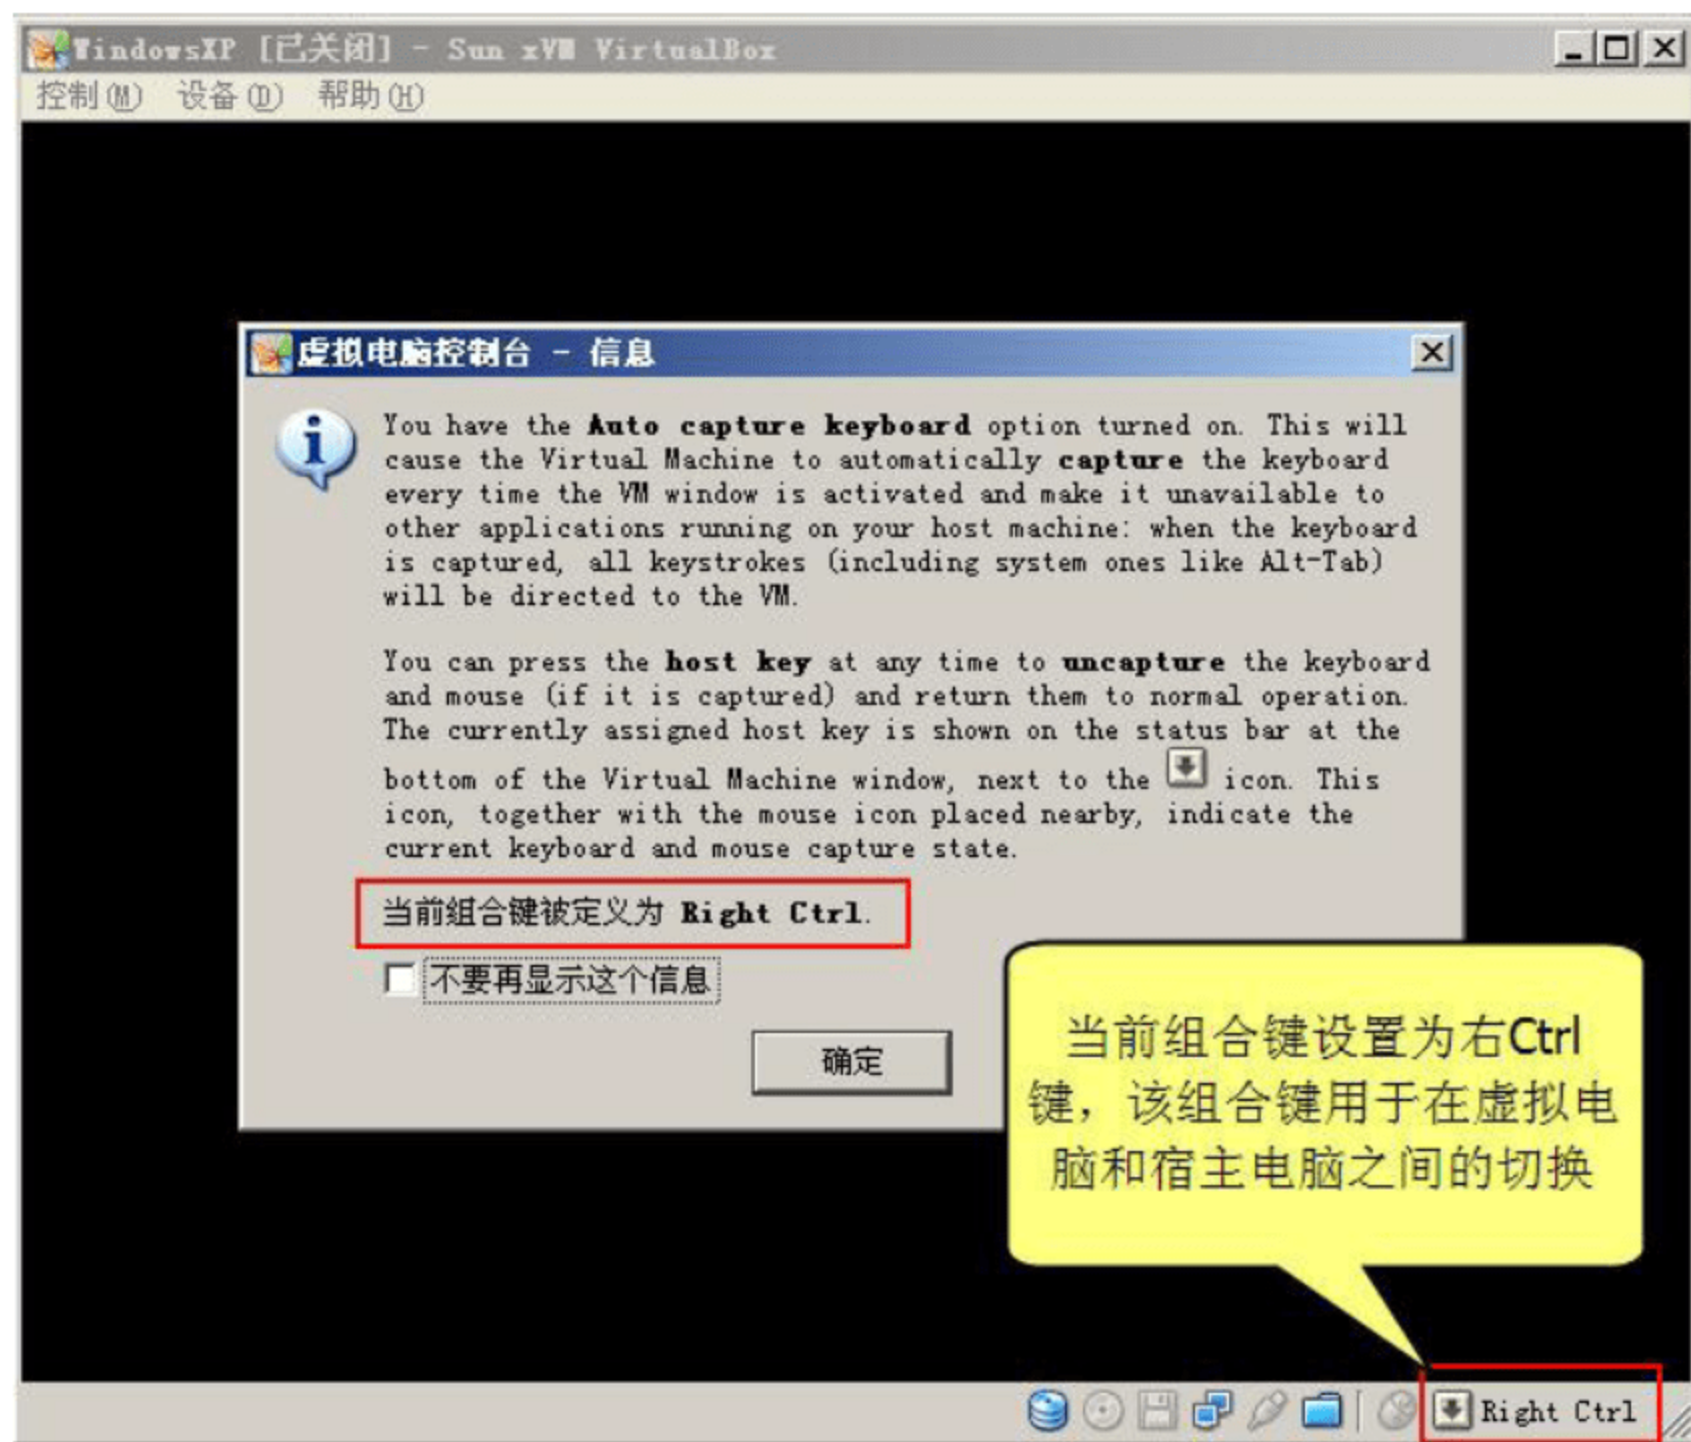 WindowsXP [已关闭] - Sun xVM VirtualBox
控制(M) 设备(D) 帮助(H)
虚拟电脑控制台 - 信息
You have the Auto capture keyboard option turned on. This will
cause the Virtual Machine to automatically capture the keyboard
every time the VM window is activated and make it unavailable to
other applications running on your host machine: when the keyboard
is captured, all keystrokes (including system ones like Alt-Tab)
will be directed to the VM.
You can press the host key at any time to uncapture the keyboard
and mouse (if it is captured) and return them to normal operation.
The currently assigned host key is shown on the status bar at the
bottom of the Virtual Machine window, next to the icon. This
icon, together with the mouse icon placed nearby, indicate the
current keyboard and mouse capture state.
当前组合键被定义为 Right Ctrl.
不要再显示这个信息
确定
当前组合键设置为右Ctrl
键，该组合键用于在虚拟电
脑和宿主电脑之间的切换
Right Ctrl